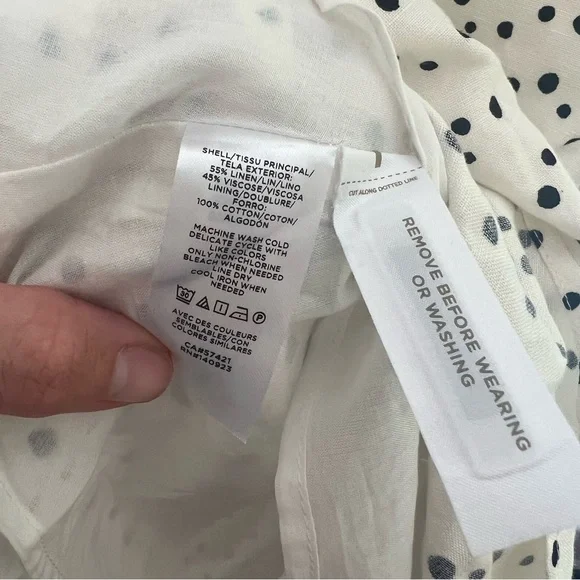 SHELL/TISSU PRINCIPAL/
TELA EXTERIOR:
55% LINEN/LIN/LINO
45% VISCOSE/VISCOSA
LINING/DOUBLURE/
FORRO:
100% COTTON/COTON/
ALGODÓN
MACHINE WASH COLD
DELICATE CYCLE WITH
LIKE COLORS
ONLY NON-CHLORINE
BLEACH WHEN NEEDED
LINE DRY
COOL IRON WHEN
NEEDED
30
P
AVEC DES COULEURS
SEMBLABLES/CON
COLORES SIMILARES
CA#57421
RN#140923
CUT ALONG DOTTED LINE
REMOVE BEFORE WEARING
OR WASHING